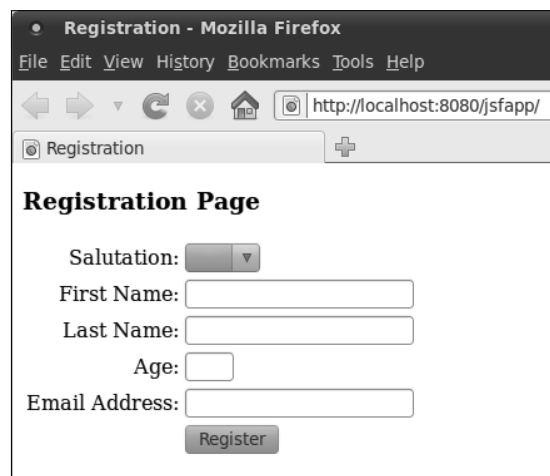 Registration - Mozilla Firefox
File Edit View History Bookmarks Tools Help
http://localhost:8080/jsfapp/
Registration
Registration Page
Salutation:
First Name:
Last Name:
Age:
Email Address:
Register